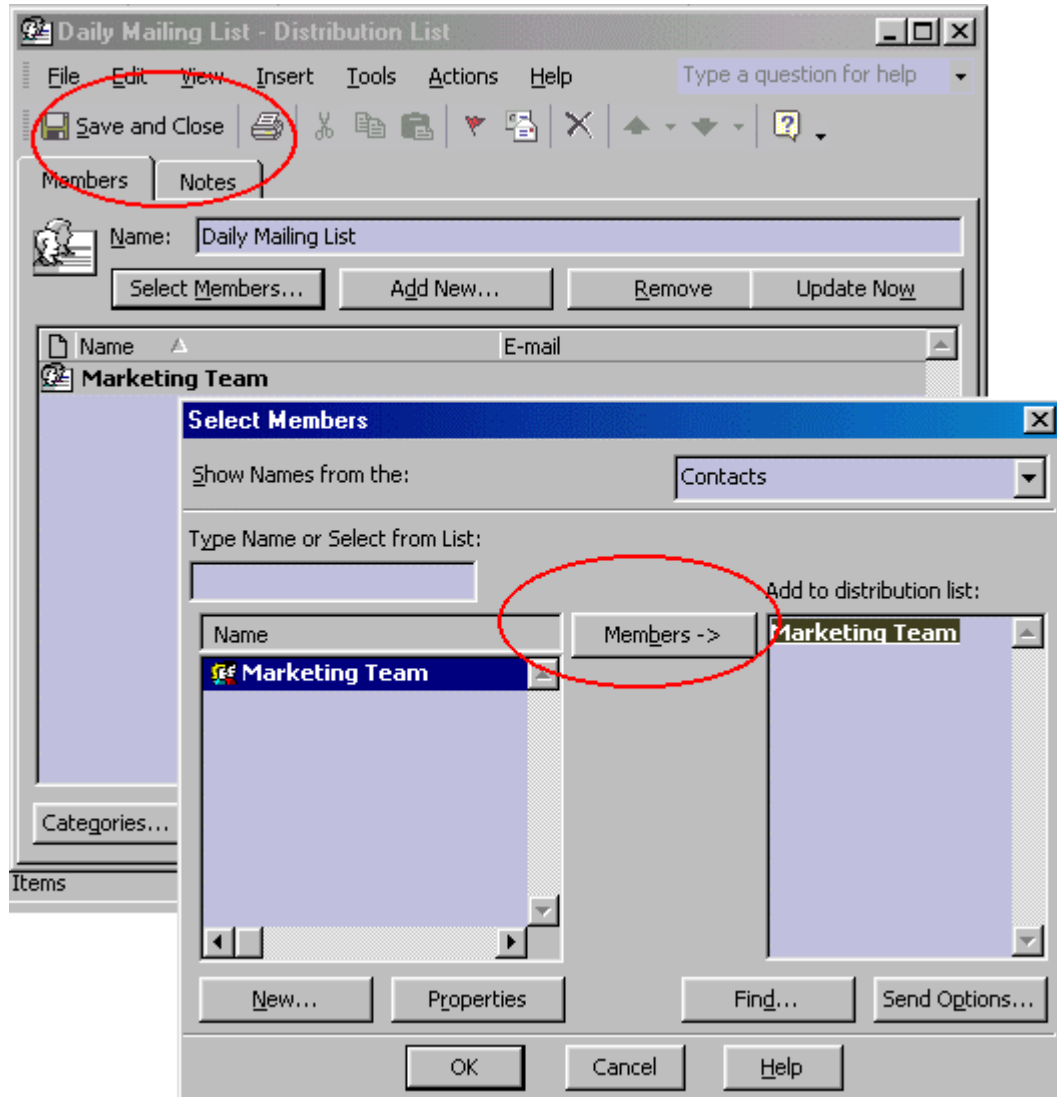 Daily Mailing List - Distribution List
File Edit View Insert Tools Actions Help Type a question for help
Save and Close
Members Notes
Name: Daily Mailing List
Select Members... Add New... Remove Update Now
Name E-mail
Marketing Team
Select Members
Show Names from the: Contacts
Type Name or Select from List:
Add to distribution list:
Name Members -> Marketing Team
Marketing Team
Categories...
Items
New... Properties Find... Send Options...
OK Cancel Help